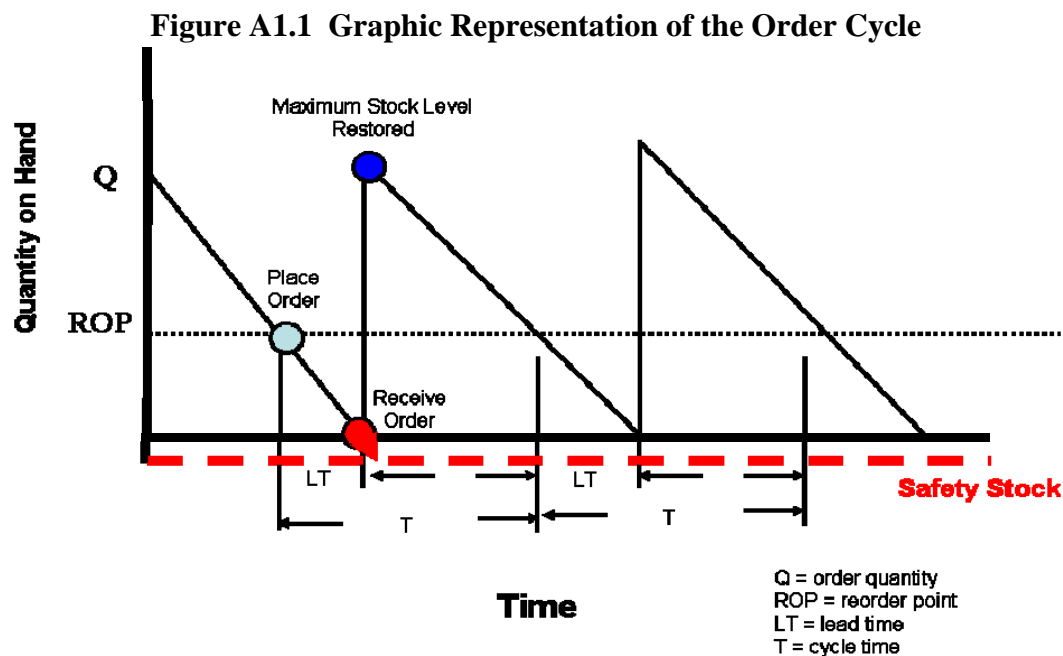 Figure A1.1 Graphic Representation of the Order Cycle
Quantity on Hand
Maximum Stock Level
Restored
Q
Place
Order
ROP
Receive
Order
LT
LT
Safety Stock
T
T
Time
Q = order quantity
ROP = reorder point
LT = lead time
T = cycle time